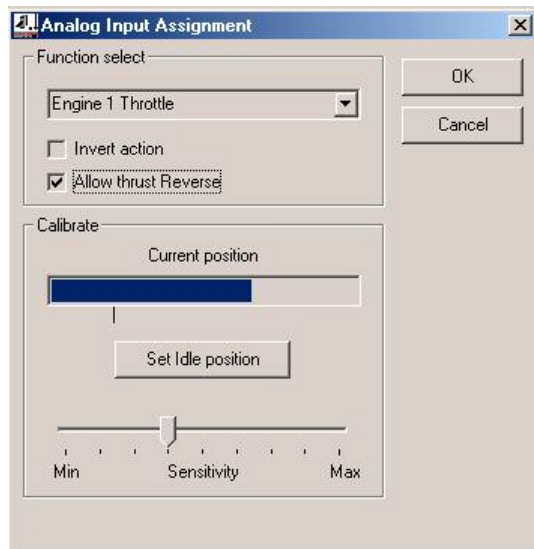 Analog Input Assignment
Function select
OK
Engine 1 Throttle
Cancel
Invert action
Allow thrust Reverse
Calibrate
Current position
Set Idle position
Min Sensitivity Max